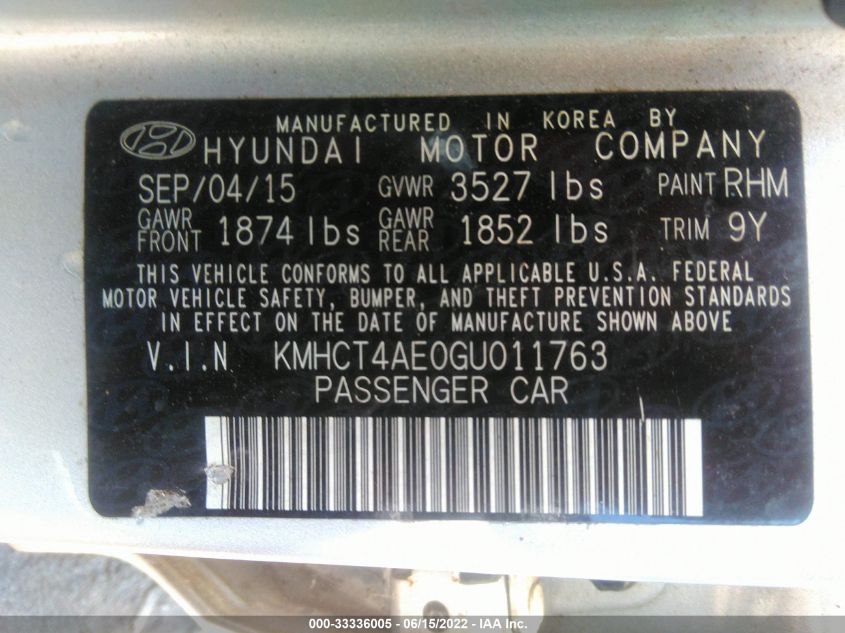 MANUFACTURED IN KOREA BY
HYUNDAI MOTOR COMPANY
SEP/04/15 GVWR 3527 lbs PAINT RHM
GAWR FRONT 1874 lbs GAWR REAR 1852 lbs TRIM 9Y
THIS VEHICLE CONFORMS TO ALL APPLICABLE U.S.A. FEDERAL
MOTOR VEHICLE SAFETY, BUMPER, AND THEFT PREVENTION STANDARDS
IN EFFECT ON THE DATE OF MANUFACTURE SHOWN ABOVE
V.I.N KMHCT4AE0GU011763
PASSENGER CAR
000-33336005 - 06/15/2022 - IAA Inc.